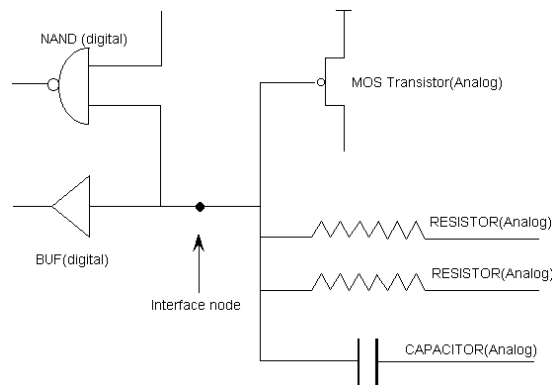 NAND (digital)
MOS Transistor(Analog)
RESISTOR(Analog)
BUF(digital)
RESISTOR(Analog)
Interface node
CAPACITOR(Analog)